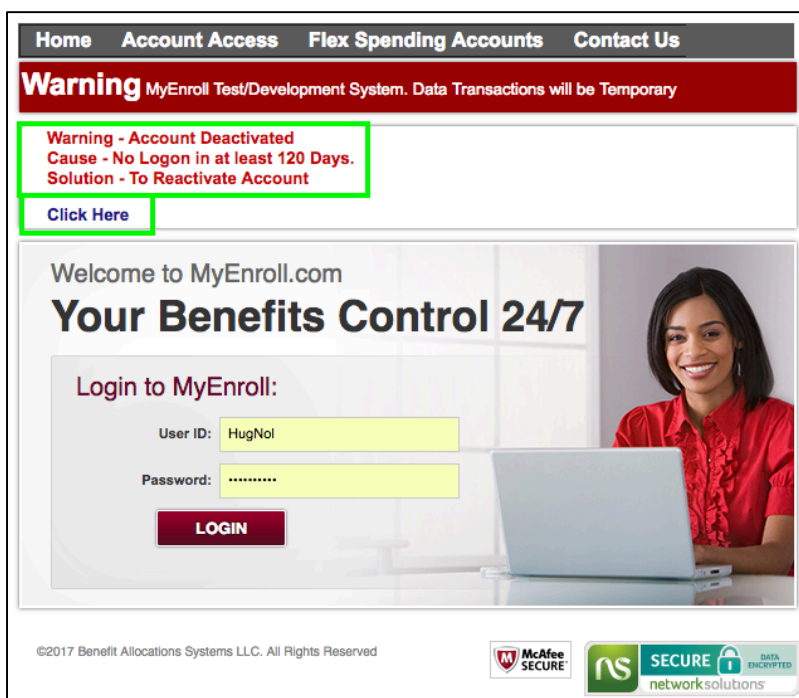 Home Account Access Flex Spending Accounts Contact Us
Warning MyEnroll Test/Development System. Data Transactions will be Temporary
Warning - Account Deactivated
Cause - No Logon in at least 120 Days.
Solution - To Reactivate Account
Click Here
Welcome to MyEnroll.com
Your Benefits Control 24/7
Login to MyEnroll:
User ID: HugNol
Password: ··········
LOGIN
©2017 Benefit Allocations Systems LLC. All Rights Reserved
McAfee
SECURE™
ns SECURE DATA
ENCRYPTED
networksolutions